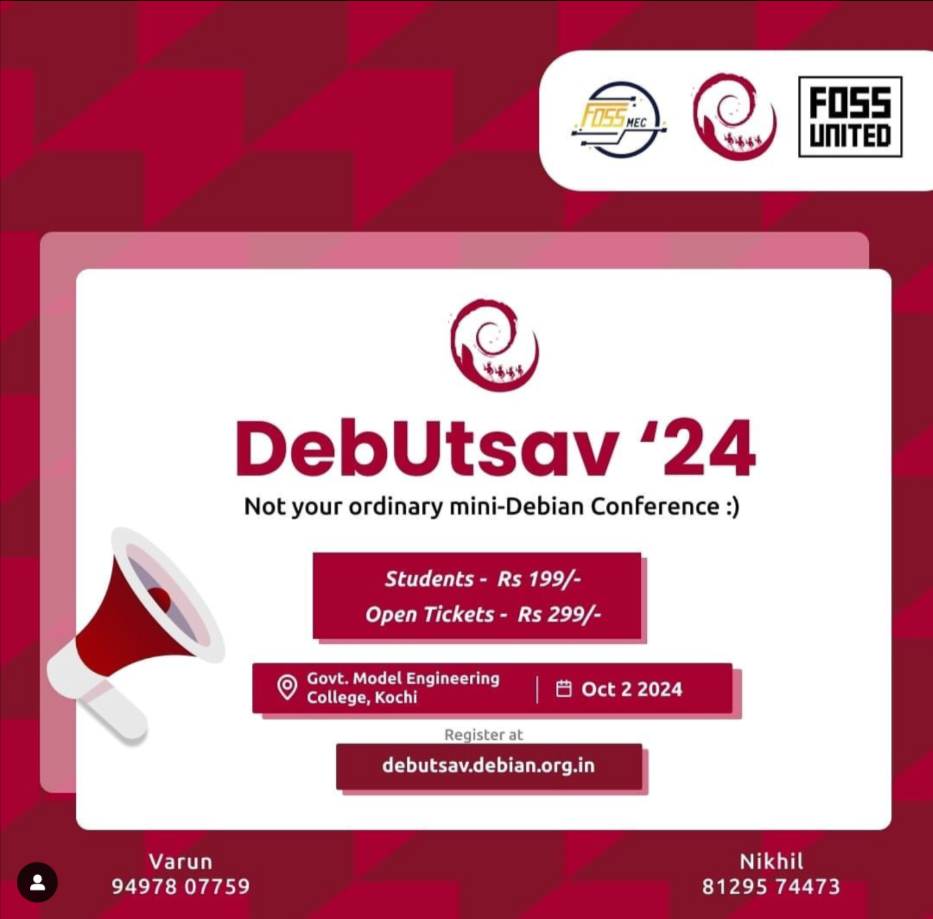 FOSS MEC
FOSS
UNITED
DebUtsav ‘24
Not your ordinary mini-Debian Conference :)
Students - Rs 199/-
Open Tickets - Rs 299/-
Govt. Model Engineering
College, Kochi
Oct 2 2024
Register at
debutsav.debian.org.in
Varun
94978 07759
Nikhil
81295 74473